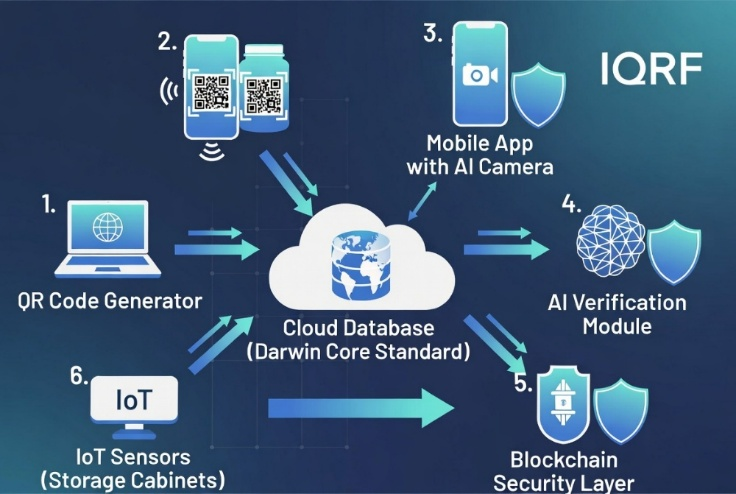 2.
3.
IQRF
Mobile App
with AI Camera
1.
QR Code Generator
4.
AI Verification
Module
Cloud Database
(Darwin Core Standard)
6.
IoT
IoT Sensors
(Storage Cabinets)
5.
Blockchain
Security Layer